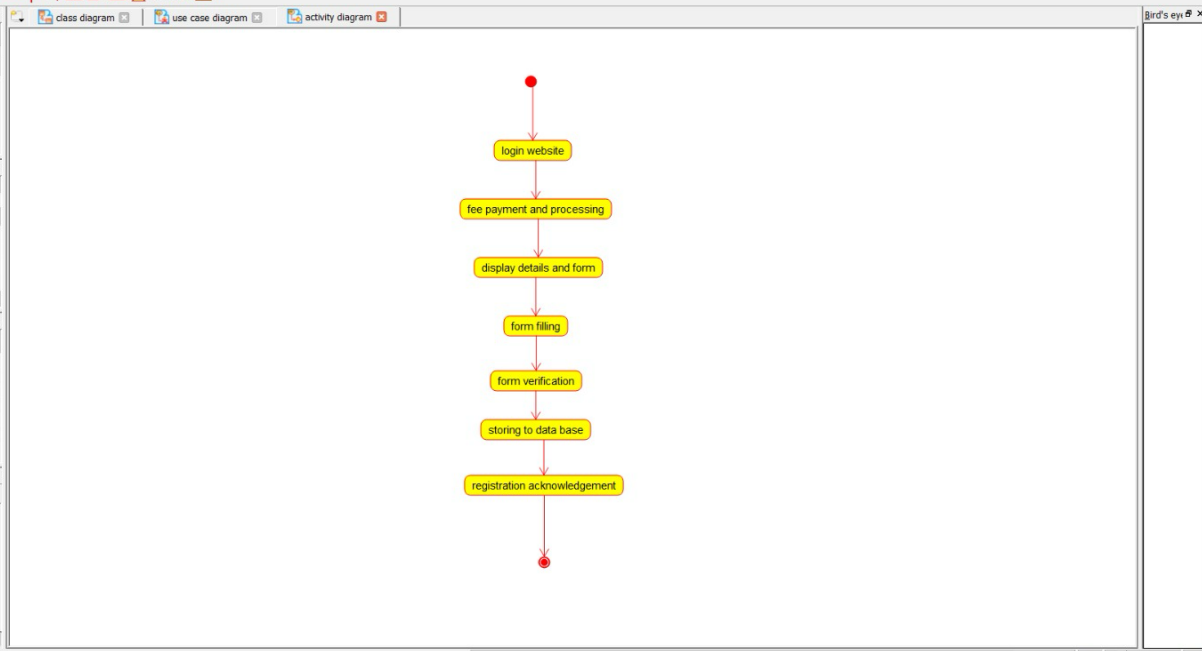 class diagram
use case diagram
activity diagram
Bird's eye
login website
fee payment and processing
display details and form
form filling
form verification
storing to data base
registration acknowledgement